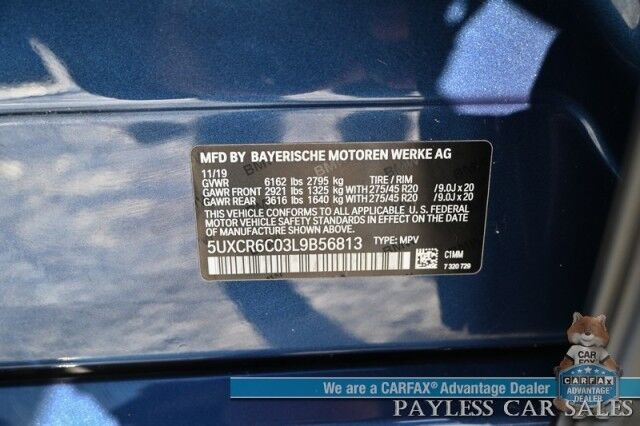 MFD BY BAYERISCHE MOTOREN WERKE AG
11/19
GVWR 6162 lbs 2795 kg TIRE / RIM
GAWR FRONT 2921 lbs 1325 kg WITH 275/45 R20 /9.0J x 20
GAWR REAR 3616 lbs 1640 kg WITH 275/45 R20 /9.0J x 20
THIS VEHICLE CONFORMS TO ALL APPLICABLE U.S. FEDERAL
MOTOR VEHICLE SAFETY STANDARDS IN EFFECT ON THE DATE
OF MANUFACTURE SHOWN ABOVE.
5UXCR6C03L9B56813 TYPE: MPV
C1MM
7 320 729
CAR
FOX
CARFAX
ADVANTAGE
DEALER
We are a CARFAX® Advantage Dealer
PAYLESS CAR SALES